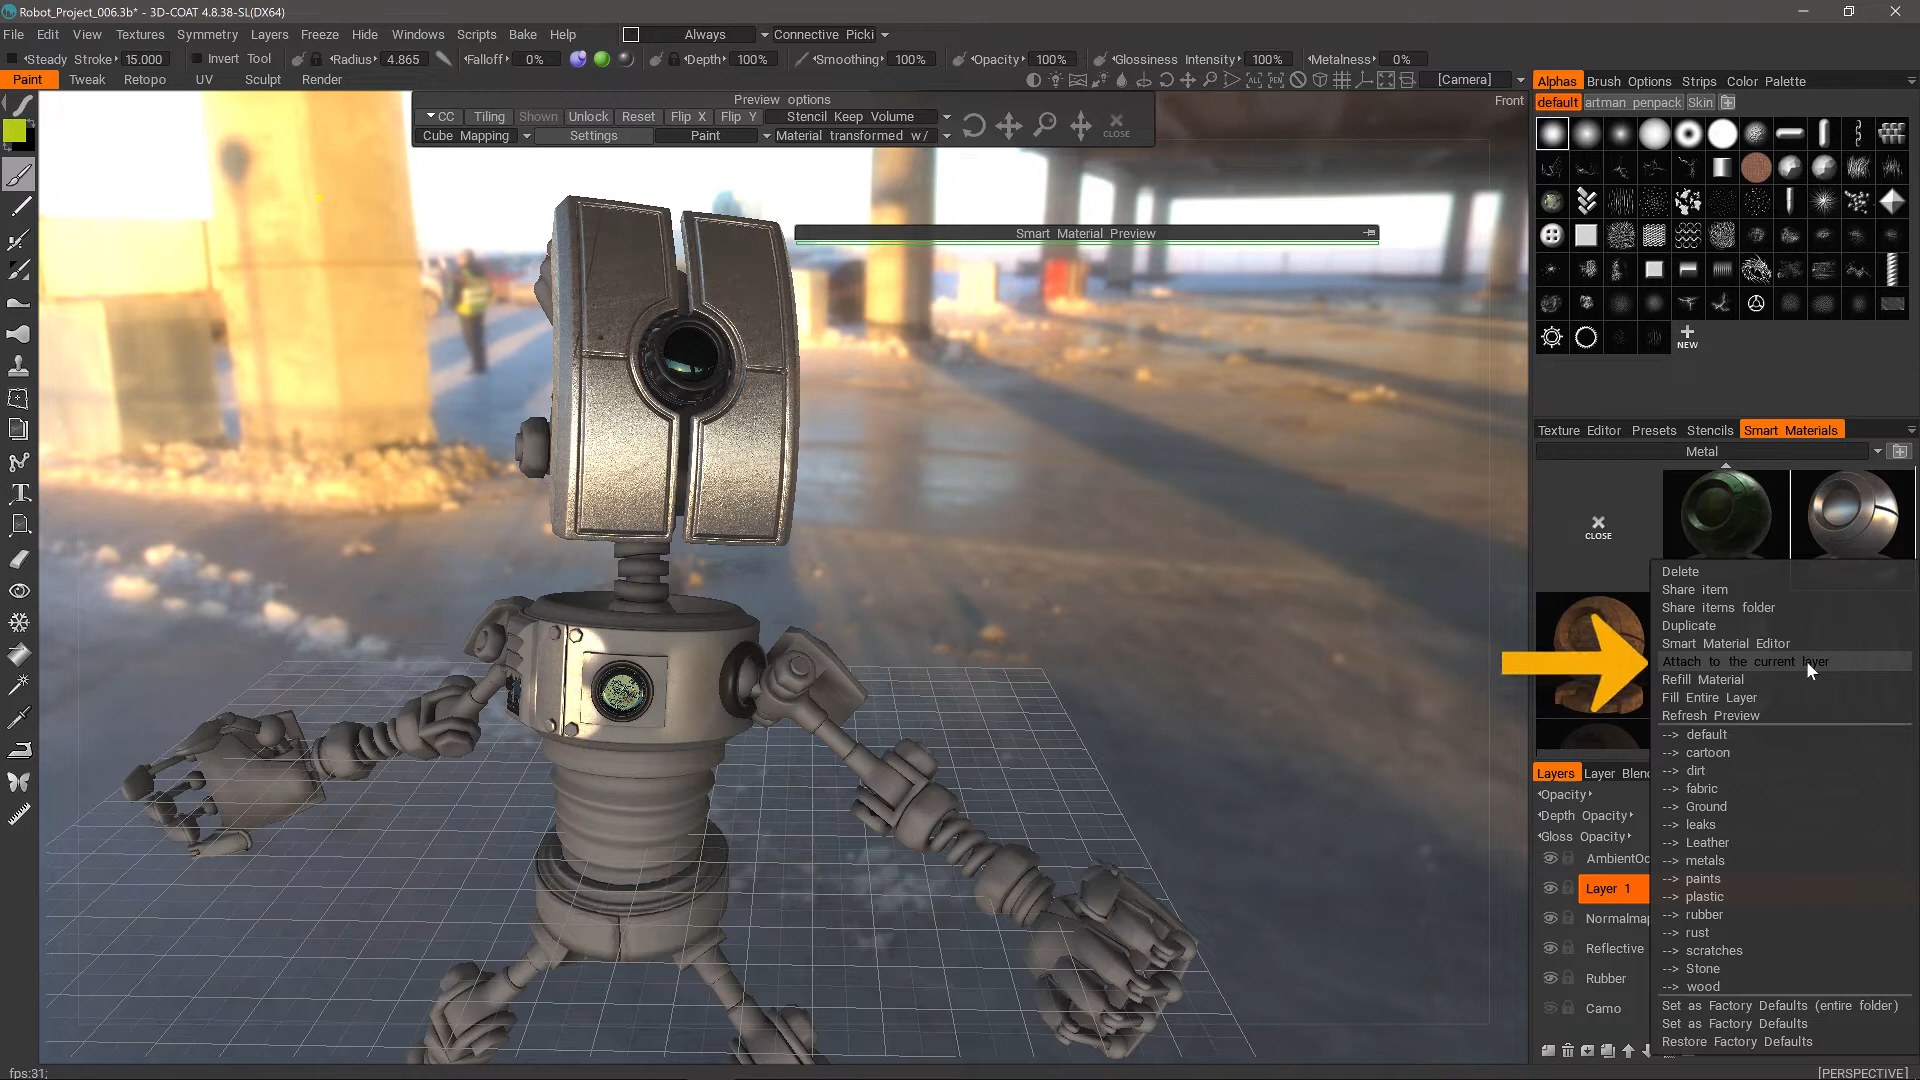 Robot_Project_006.3b* - 3D-COAT 4.8.38-SL(DX64)
File Edit View Textures Symmetry Layers Freeze Hide Windows Scripts Bake Help Always Connective Picki
Steady Stroke 15.000 Invert Tool Radius 4.865 Falloff 0% Depth 100% Smoothing 100% Opacity 100% Glossiness Intensity 100% Metalness 0%
Paint Tweak Retopo UV Sculpt Render [Camera]
Alphas Brush Options Strips Color Palette
Preview options
Front
default artman penpack Skin
CC Tiling Shown Unlock Reset Flip X Flip Y Stencil Keep Volume
Cube Mapping Settings Paint Material transformed w/
CLOSE
Smart Material Preview
NEW
Texture Editor Presets Stencils Smart Materials
Metal
CLOSE
Delete
Share item
Share items folder
Duplicate
Smart Material Editor
Attach to the current layer
Refill Material
Fill Entire Layer
Refresh Preview
--> default
--> cartoon
--> dirt
--> fabric
--> Ground
--> leaks
--> Leather
--> metals
--> paints
--> plastic
--> rubber
--> rust
--> scratches
--> Stone
--> wood
Set as Factory Defaults (entire folder)
Set as Factory Defaults
Restore Factory Defaults
Layers Layer Blen
Opacity
Depth Opacity
Gloss Opacity
AmbientOc
Layer 1
Normalmap
Reflective
Rubber
Camo
fps:31;
[PERSPECTIVE]